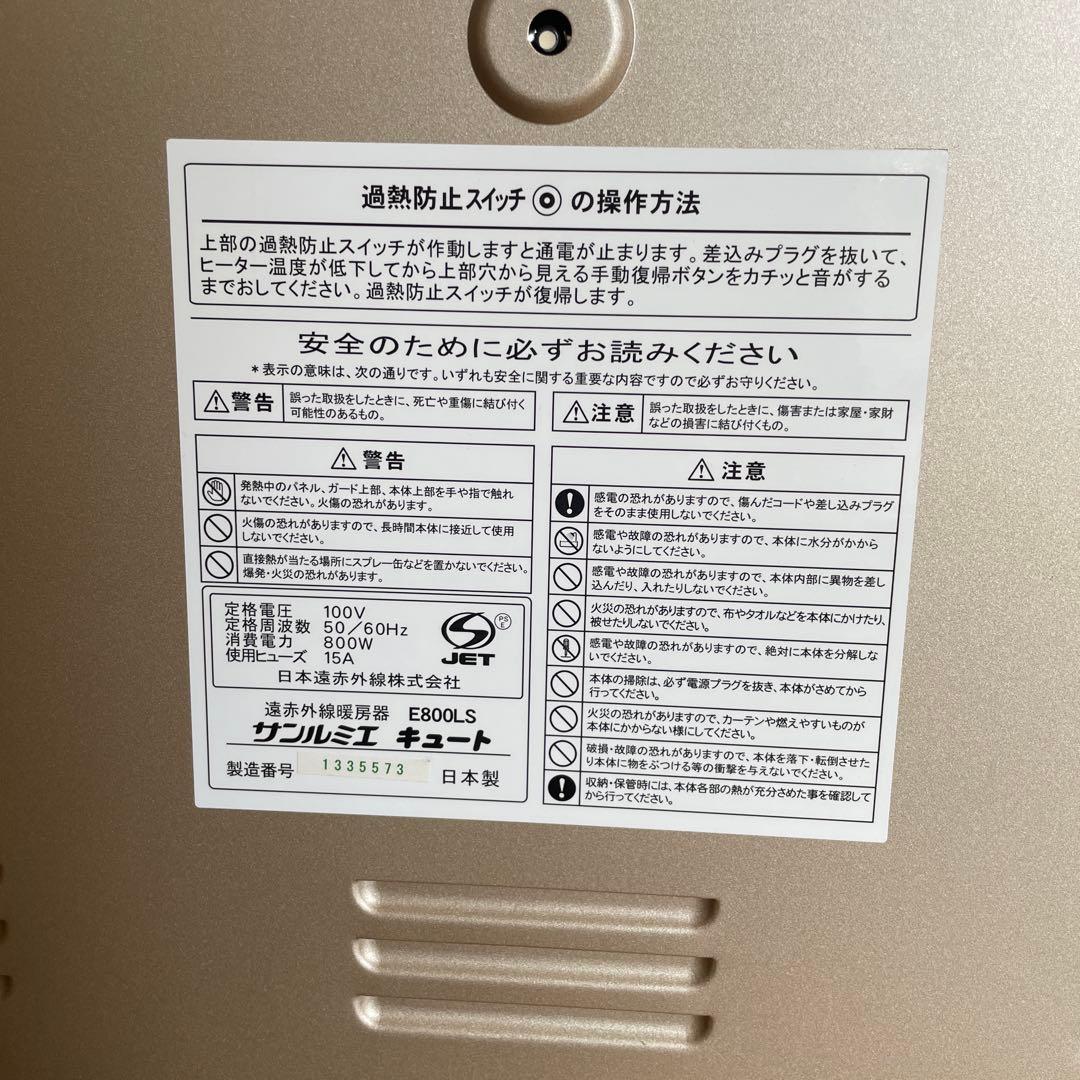 過熱防止スイッチ◎の操作方法
上部の過熱防止スイッチが作動しますと通電が止まります。差込みプラグを抜いて、
ヒーター温度が低下してから上部穴から見える手動復帰ボタンをカチッと音がする
までおしてください。過熱防止スイッチが復帰します。
安全のために必ずお読みください
*表示の意味は、次の通りです。いずれも安全に関する重要な内容ですので必ずお守りください。
⚠警告
誤った取扱をしたときに、死亡や重傷に結び付く
可能性のあるもの。
⚠注意
誤った取扱をしたときに、傷害または家屋・家財
などの損害に結び付くもの。
⚠ 警告
発熱中のパネル、ガード上部、本体上部を手や指で触れ
ないでください。火傷の恐れがあります。
火傷の恐れがありますので、長時間本体に接近して使用
しないでください。
直接熱が当たる場所にスプレー缶などを置かないでください。
爆発・火災の恐れがあります。
定格電圧 100V
定格周波数 50/60Hz
消費電力 800W
使用ヒューズ 15A
PS
E
JET
日本遠赤外線株式会社
遠赤外線暖房器 E800LS
サンルミエ キュート
製造番号 1335573 日本製
⚠ 注意
感電の恐れがありますので、傷んだコードや差し込みプラグ
をそのまま使用しないでください。
感電や故障の恐れがありますので、本体に水分がかから
ないようにしてください。
感電や故障の恐れがありますので、本体内部に異物を差し
込んだり、入れたりしないでください。
火災の恐れがありますので、布やタオルなどを本体にかけたり、
被せたりしないでください。
感電や故障の恐れがありますので、絶対に本体を分解しな
いでください。
本体の掃除は、必ず電源プラグを抜き、本体がさめてから
行ってください。
火災の恐れがありますので、カーテンや燃えやすいものが
本体にかからない様にしてください。
破損・故障の恐れがありますので、本体を落下・転倒させた
り本体に物をぶつける等の衝撃を与えないでください。
収納・保管時には、本体各部の熱が充分さめた事を確認して
から行ってください。